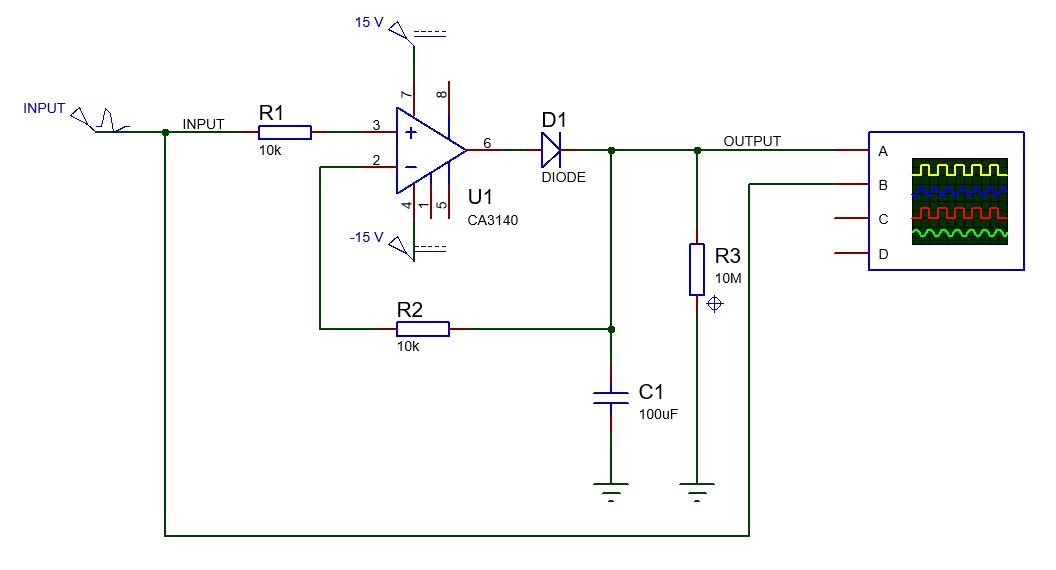 15 V
INPUT
INPUT
R1
10k
7
8
3
+
2
−
6
4
1
5
U1
CA3140
-15 V
D1
DIODE
OUTPUT
A
B
C
D
R3
10M
R2
10k
C1
100uF